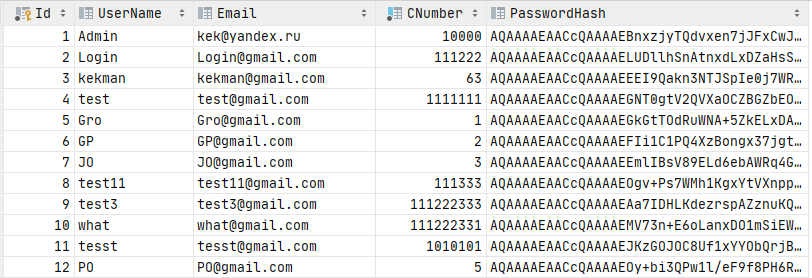 Id UserName Email CNumber PasswordHash
1 Admin kek@yandex.ru 10000 AQAAAAEAACcQAAAAEBnxzjyTQdvxen7jJFxCwJ…
2 Login Login@gmail.com 111222 AQAAAAEAACcQAAAAELUDllhSnAtnxdLxDZaHsS…
3 kekman kekman@gmail.com 63 AQAAAAEAACcQAAAAEEEI9Qakn3NTJSpIe0j7WR…
4 test test@gmail.com 1111111 AQAAAAEAACcQAAAAEGNT0gtV2QVXaOCZBGZbEO…
5 Gro Gro@gmail.com 1 AQAAAAEAACcQAAAAEGkGtTOdRuWNA+5ZkELxDA…
6 GP GP@gmail.com 2 AQAAAAEAACcQAAAAEFIi1C1PQ4XzBongx37jgt…
7 JO JO@gmail.com 3 AQAAAAEAACcQAAAAEEmlIBsV89ELd6ebAWRq4G…
8 test11 test11@gmail.com 111333 AQAAAAEAACcQAAAAEOgv+Ps7WMh1KgxYtVXnpp…
9 test3 test3@gmail.com 111222333 AQAAAAEAACcQAAAAEAa7IDHLKdezrspAZznuKQ…
10 what what@gmail.com 111222331 AQAAAAEAACcQAAAAEMV73n+E6oLanxDO1mSiEW…
11 tesst tesst@gmail.com 1010101 AQAAAAEAACcQAAAAEJKzGOJOC8Uf1xYYObQrjB…
12 PO PO@gmail.com 5 AQAAAAEAACcQAAAAEOy+bi3QPw1l/eF9f8PH6R…